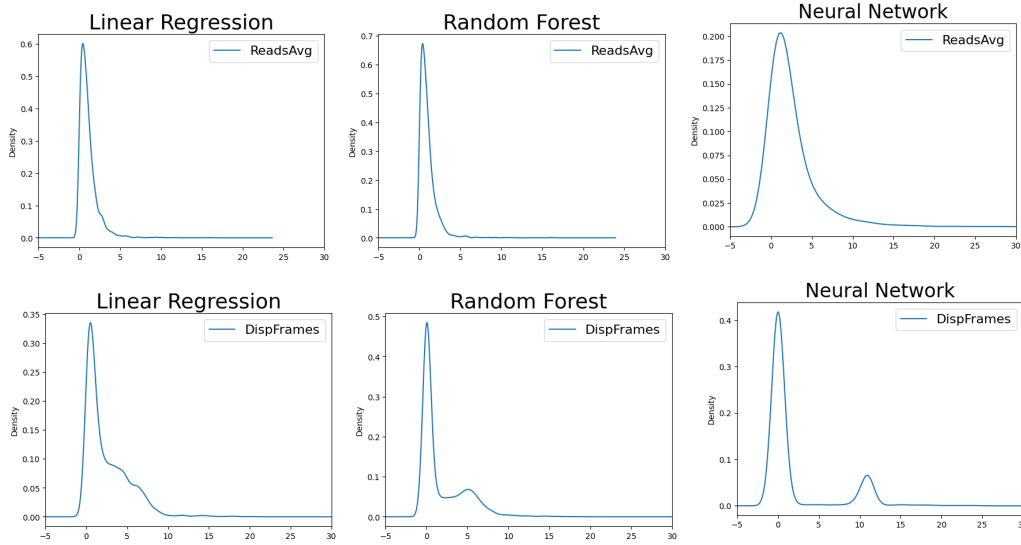 Linear Regression
ReadsAvg
Density
0.6
0.5
0.4
0.3
0.2
0.1
0.0
−5 0 5 10 15 20 25 30
Random Forest
ReadsAvg
Density
0.7
0.6
0.5
0.4
0.3
0.2
0.1
0.0
−5 0 5 10 15 20 25 30
Neural Network
ReadsAvg
Density
0.200
0.175
0.150
0.125
0.100
0.075
0.050
0.025
0.000
−5 0 5 10 15 20 25 30
Linear Regression
DispFrames
Density
0.35
0.30
0.25
0.20
0.15
0.10
0.05
0.00
−5 0 5 10 15 20 25 30
Random Forest
DispFrames
Density
0.5
0.4
0.3
0.2
0.1
0.0
−5 0 5 10 15 20 25 30
Neural Network
DispFrames
Density
0.4
0.3
0.2
0.1
0.0
−5 0 5 10 15 20 25 30